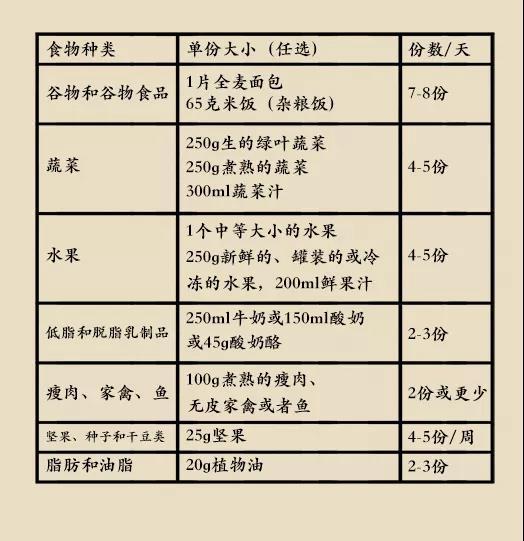 食物种类
单份大小（任选）
份数/天
谷物和谷物食品
1片全麦面包
65克米饭（杂粮饭）
7-8份
蔬菜
250g生的绿叶蔬菜
250g煮熟的蔬菜
300ml蔬菜汁
4-5份
水果
1个中等大小的水果
250g新鲜的、罐装的或冷
冻的水果，200ml鲜果汁
4-5份
低脂和脱脂乳制品
250ml牛奶或150ml酸奶
或45g酸奶酪
2-3份
瘦肉、家禽、鱼
100g煮熟的瘦肉、
无皮家禽或者鱼
2份或更少
坚果、种子和干豆类
25g坚果
4-5份/周
脂肪和油脂
20g植物油
2-3份